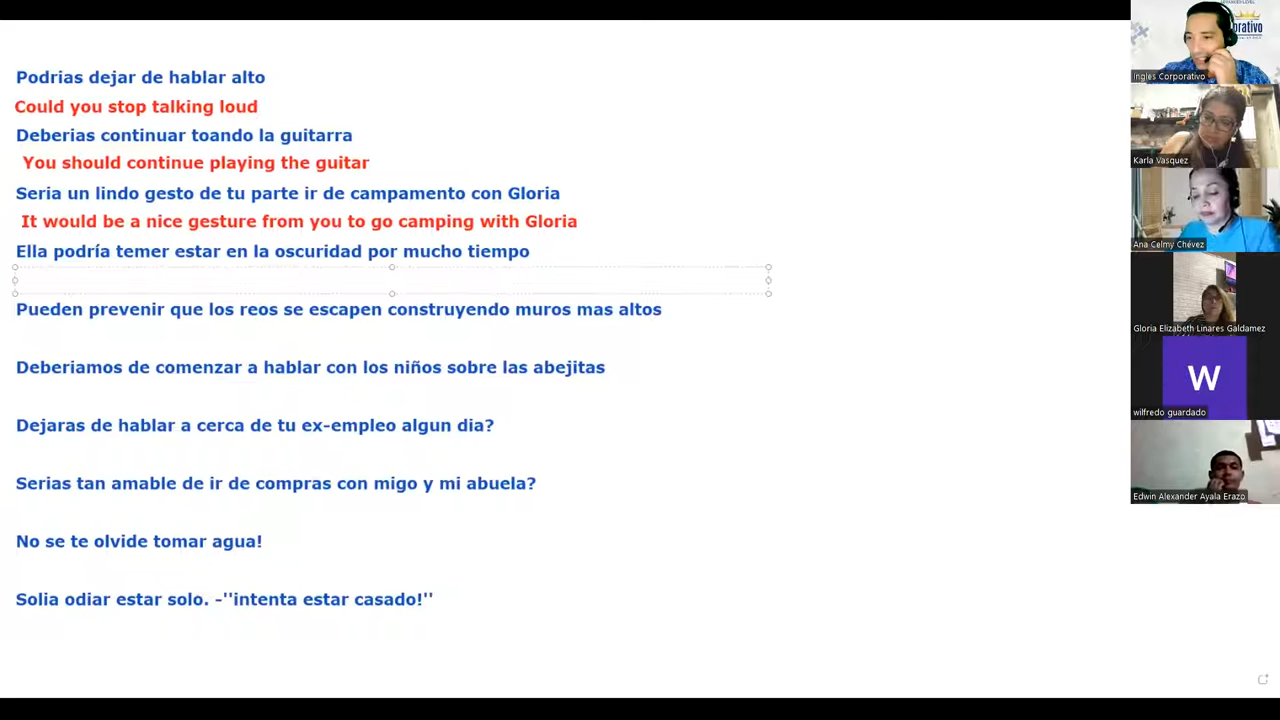 Podrias dejar de hablar alto
Could you stop talking loud
Deberias continuar toando la guitarra
You should continue playing the guitar
Seria un lindo gesto de tu parte ir de campamento con Gloria
It would be a nice gesture from you to go camping with Gloria
Ella podría temer estar en la oscuridad por mucho tiempo
Pueden prevenir que los reos se escapen construyendo muros mas altos
Deberiamos de comenzar a hablar con los niños sobre las abejitas
Dejaras de hablar a cerca de tu ex-empleo algun dia?
Serias tan amable de ir de compras con migo y mi abuela?
No se te olvide tomar agua!
Solia odiar estar solo. -''intenta estar casado!''
Ingles Corporativo
Karla Vasquez
Ana Celmy Chévez
Gloria Elizabeth Linares Galdamez
W
wilfredo guardado
Edwin Alexander Ayala Erazo